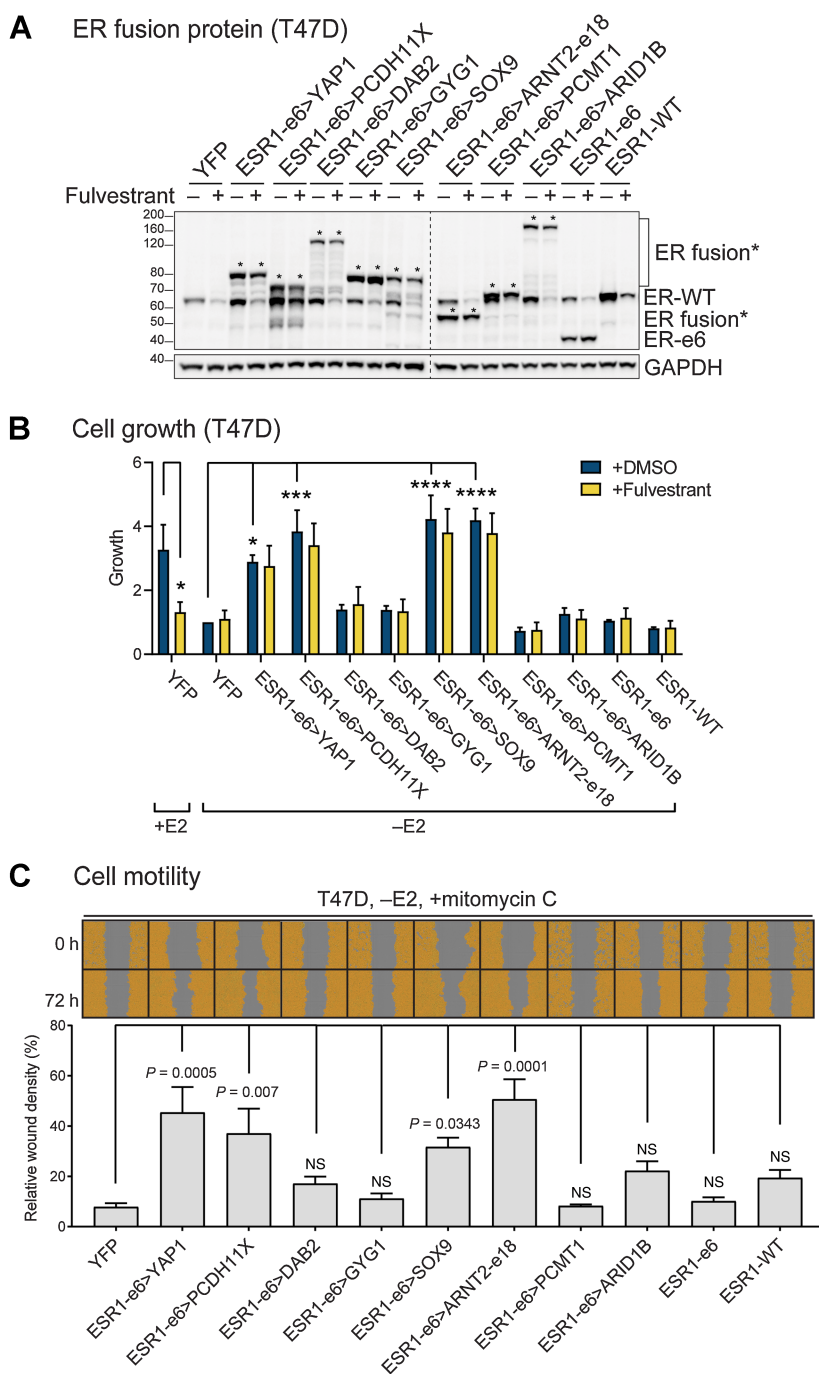 A ER fusion protein (T47D)
YFP
ESR1-e6>YAP1
ESR1-e6>PCDH11X
ESR1-e6>DAB2
ESR1-e6>GYG1
ESR1-e6>SOX9
ESR1-e6>ARNT2-e18
ESR1-e6>PCMT1
ESR1-e6>ARID1B
ESR1-e6
ESR1-WT
Fulvestrant – + – + – + – + – + – + – + – + – + – + – +
200
160
120
80
70
60
50
40
40
* * * * * * * * * * * * * * * *
ER fusion*
ER-WT
ER fusion*
ER-e6
GAPDH
B Cell growth (T47D)
Growth
6
4
2
0
* * *** **** ****
+DMSO
+Fulvestrant
YFP
YFP
ESR1-e6>YAP1
ESR1-e6>PCDH11X
ESR1-e6>DAB2
ESR1-e6>GYG1
ESR1-e6>SOX9
ESR1-e6>ARNT2-e18
ESR1-e6>PCMT1
ESR1-e6>ARID1B
ESR1-e6
ESR1-WT
+E2 –E2
C Cell motility
T47D, –E2, +mitomycin C
0 h
72 h
Relative wound density (%)
80
60
40
20
0
P = 0.0005
P = 0.007
NS
NS
P = 0.0343
P = 0.0001
NS
NS
NS
NS
YFP
ESR1-e6>YAP1
ESR1-e6>PCDH11X
ESR1-e6>DAB2
ESR1-e6>GYG1
ESR1-e6>SOX9
ESR1-e6>ARNT2-e18
ESR1-e6>PCMT1
ESR1-e6>ARID1B
ESR1-e6
ESR1-WT